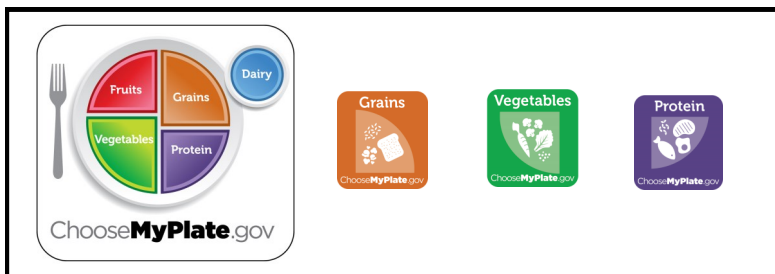 Dairy
Fruits
Grains
Vegetables
Protein
ChooseMyPlate.gov
Grains
ChooseMyPlate.gov
Vegetables
ChooseMyPlate.gov
Protein
ChooseMyPlate.gov